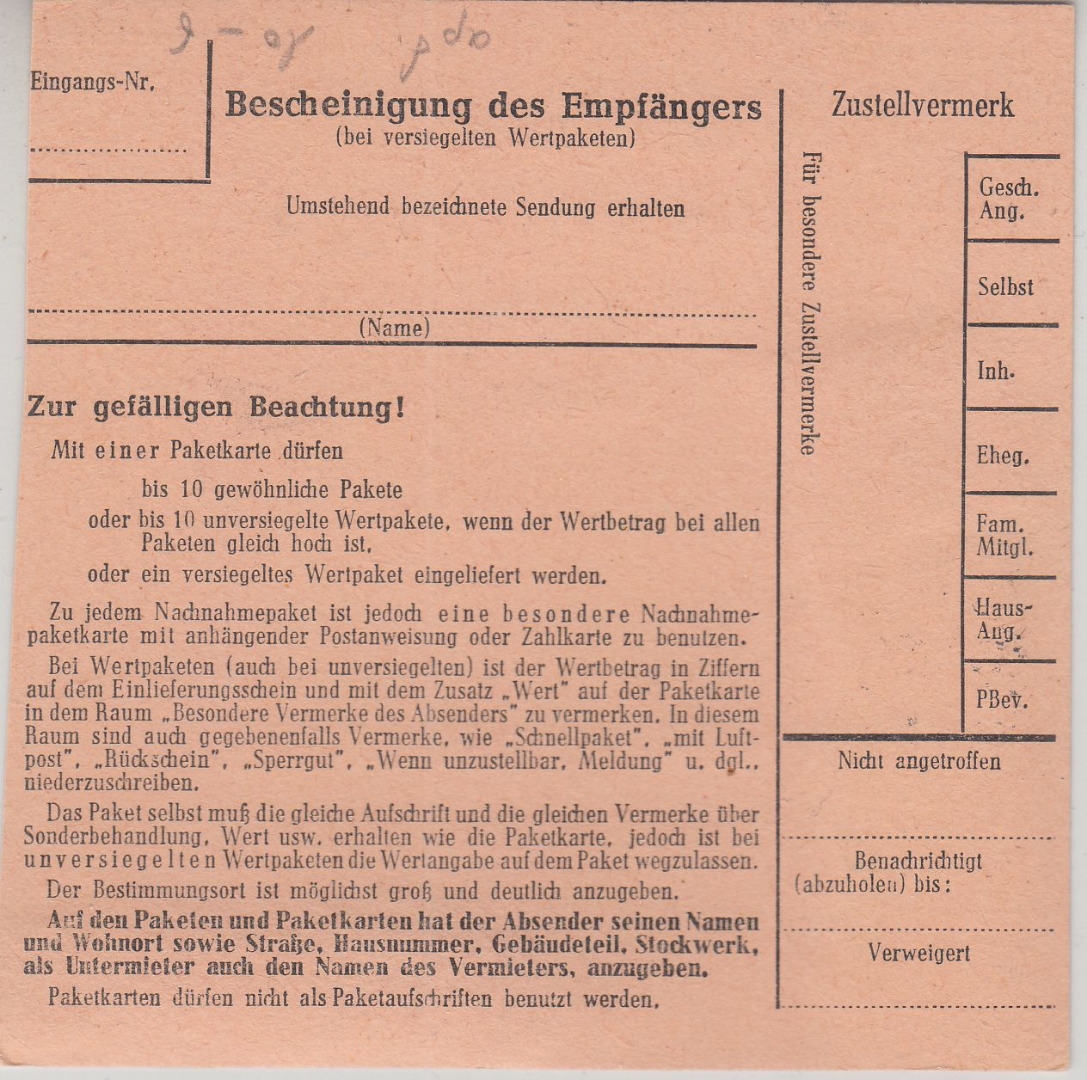 Eingangs-Nr.
Bescheinigung des Empfängers
(bei versiegelten Wertpaketen)
Umstehend bezeichnete Sendung erhalten
(Name)
Zur gefälligen Beachtung!
Mit einer Paketkarte dürfen
bis 10 gewöhnliche Pakete
oder bis 10 unversiegelte Wertpakete, wenn der Wertbetrag bei allen
Paketen gleich hoch ist,
oder ein versiegeltes Wertpaket eingeliefert werden.
Zu jedem Nachnahmepaket ist jedoch eine besondere Nachnahme-
paketkarte mit anhängender Postanweisung oder Zahlkarte zu benutzen.
Bei Wertpaketen (auch bei unversiegelten) ist der Wertbetrag in Ziffern
auf dem Einlieferungsschein und mit dem Zusatz „Wert" auf der Paketkarte
in dem Raum „Besondere Vermerke des Absenders" zu vermerken. In diesem
Raum sind auch gegebenenfalls Vermerke, wie „Schnellpaket", „mit Luft-
post", „Rückschein", „Sperrgut", „Wenn unzustellbar, Meldung" u. dgl.,
niederzuschreiben.
Das Paket selbst muß die gleiche Aufschrift und die gleichen Vermerke über
Sonderbehandlung, Wert usw. erhalten wie die Paketkarte, jedoch ist bei
unversiegelten Wertpaketen die Wertangabe auf dem Paket wegzulassen.
Der Bestimmungsort ist möglichst groß und deutlich anzugeben.
Auf den Paketen und Paketkarten hat der Absender seinen Namen
und Wohnort sowie Straße, Hausnummer, Gebäudeteil, Stockwerk,
als Untermieter auch den Namen des Vermieters, anzugeben.
Paketkarten dürfen nicht als Paketaufschriften benutzt werden.
Zustellvermerk
Für besondere Zustellvermerke
Gesch.
Ang.
Selbst
Inh.
Eheg.
Fam.
Mitgl.
Haus-
Ang.
PBev.
Nicht angetroffen
Benachrichtigt
(abzuholen) bis:
Verweigert